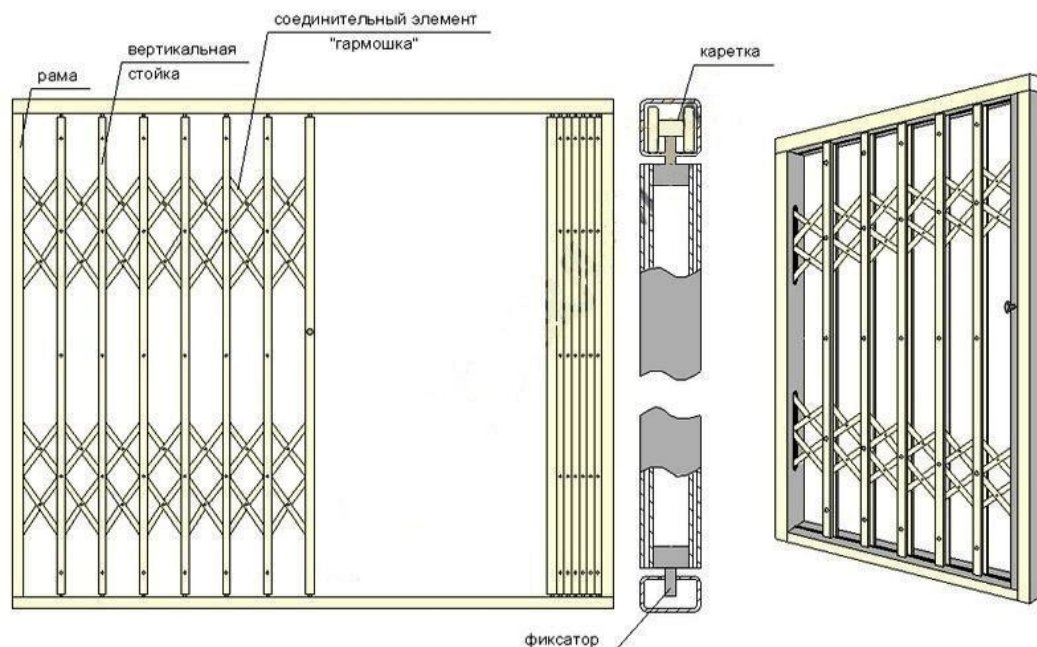 соединительный элемент
"гармошка"
вертикальная
стойка
рама
каретка
фиксатор